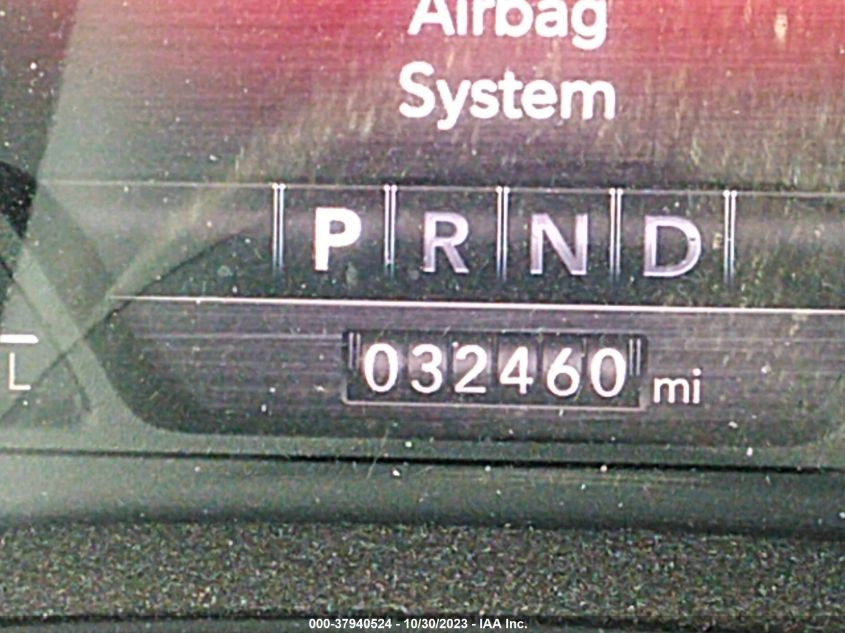 Airbag
System
P R N D
L
032460 mi
000-37940524 - 10/30/2023 - IAA Inc.